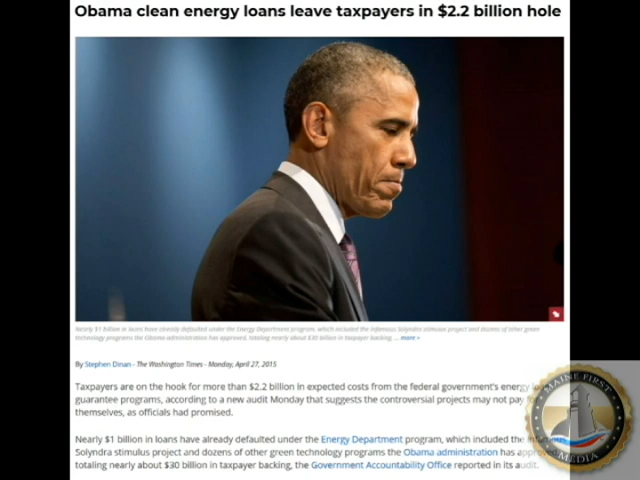 Obama clean energy loans leave taxpayers in $2.2 billion hole
Nearly $1 billion in loans have already defaulted under the Energy Department program, which included the infamous Solyndra stimulus project and dozens of other green
technology programs the Obama administration has approved, totaling nearly about $30 billion in taxpayer backing, ... more >
By Stephen Dinan - The Washington Times - Monday, April 27, 2015
Taxpayers are on the hook for more than $2.2 billion in expected costs from the federal government's energy
guarantee programs, according to a new audit Monday that suggests the controversial projects may not pay
themselves, as officials had promised.
Nearly $1 billion in loans have already defaulted under the Energy Department program, which included the
Solyndra stimulus project and dozens of other green technology programs the Obama administration has
totaling nearly about $30 billion in taxpayer backing, the Government Accountability Office reported in its audit.
MAINE FIRST
MEDIA